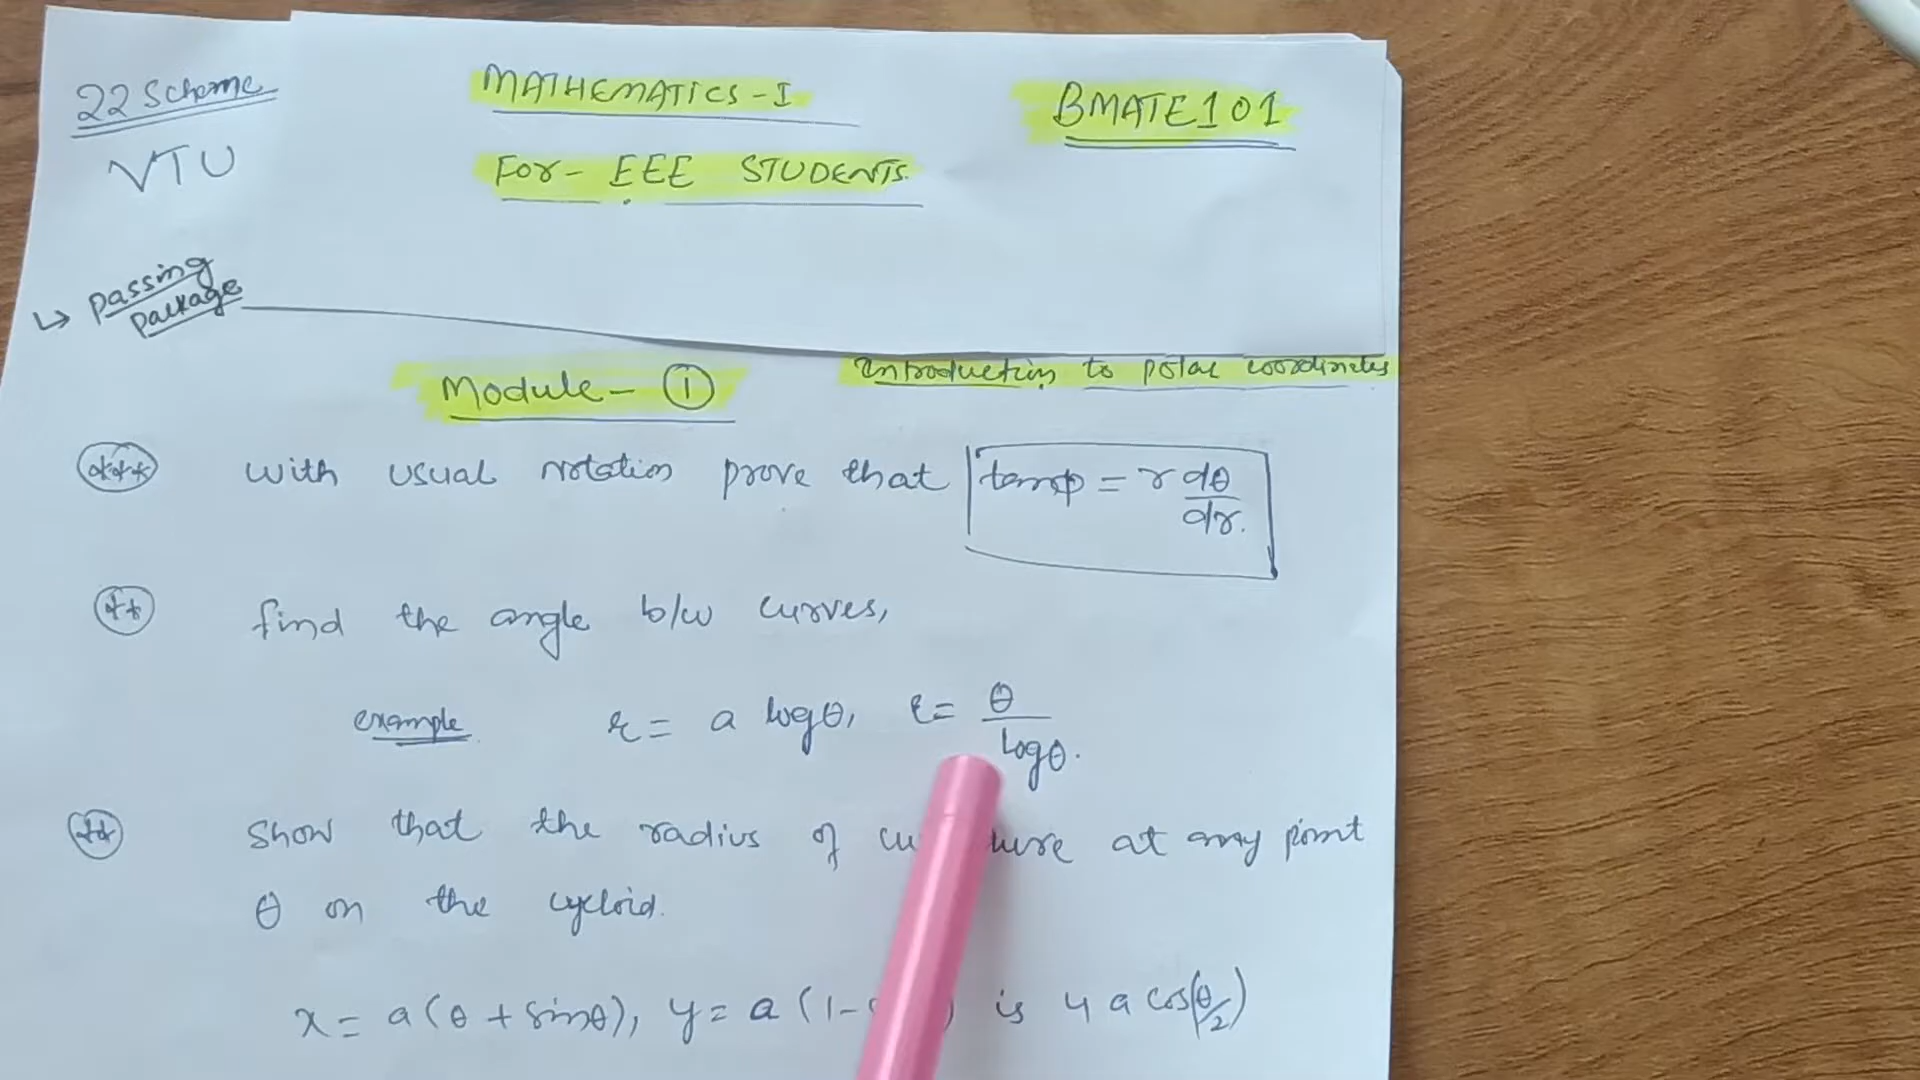 22 Scheme
VTU
MATHEMATICS - I
BMATE101
For - EEE STUDENTS.
↳ Passing Package
Module - ①
Introduction to polar coordinates
*** with usual notation prove that tanφ = r dθ/dr.
** find the angle b/w curves,
example r = a logθ, r = θ/logθ.
** Show that the radius of at any point
θ on the cycloid.
x = a(θ + sinθ), y = a(1- ) is 4 a cos(θ/2)